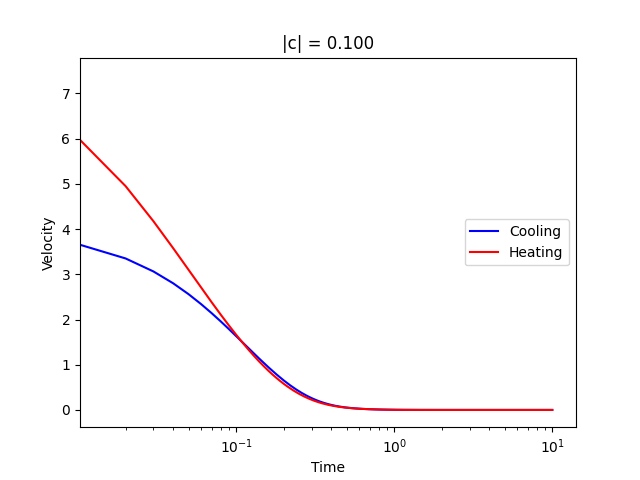 |c| = 0.100
7
6
5
4
3
2
1
0
Velocity
Cooling
Heating
10⁻¹
10⁰
10¹
Time